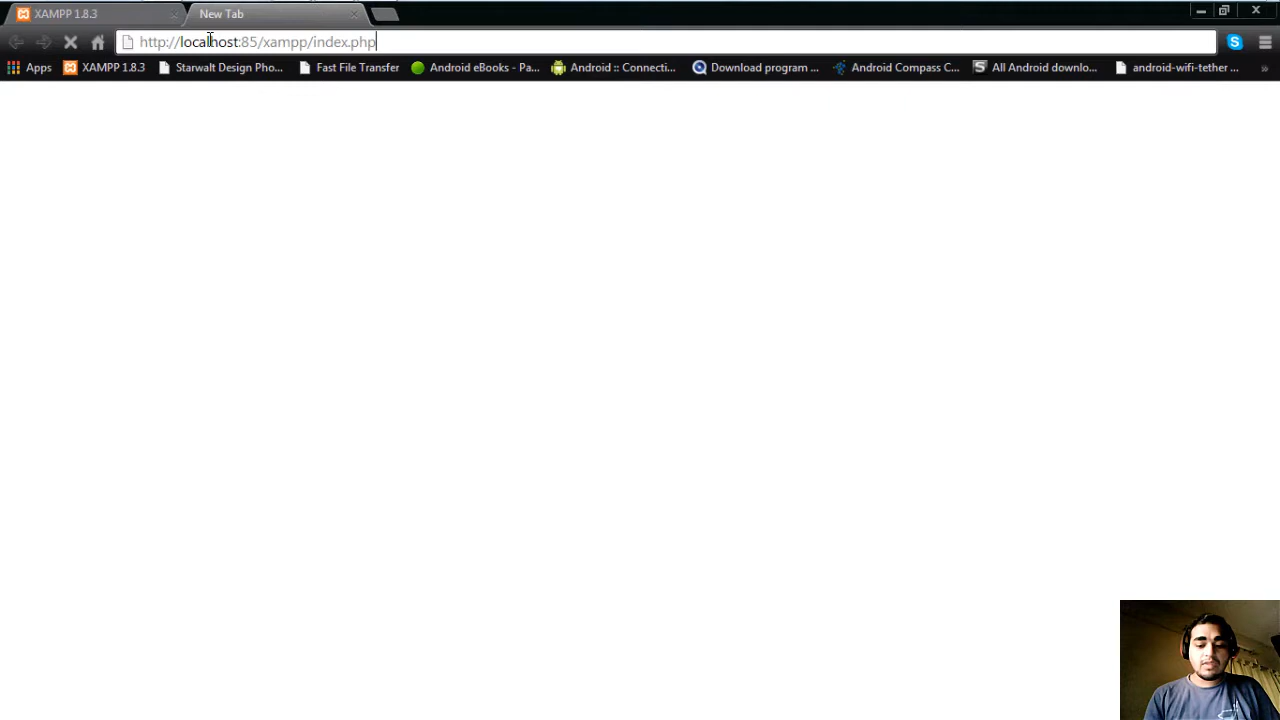 XAMPP 1.8.3
New Tab
http://localhost:85/xampp/index.php
Apps XAMPP 1.8.3 Starwalt Design Pho... Fast File Transfer Android eBooks - Pa... Android :: Connecti... Download program ... Android Compass C... All Android downlo... android-wifi-tether ... »